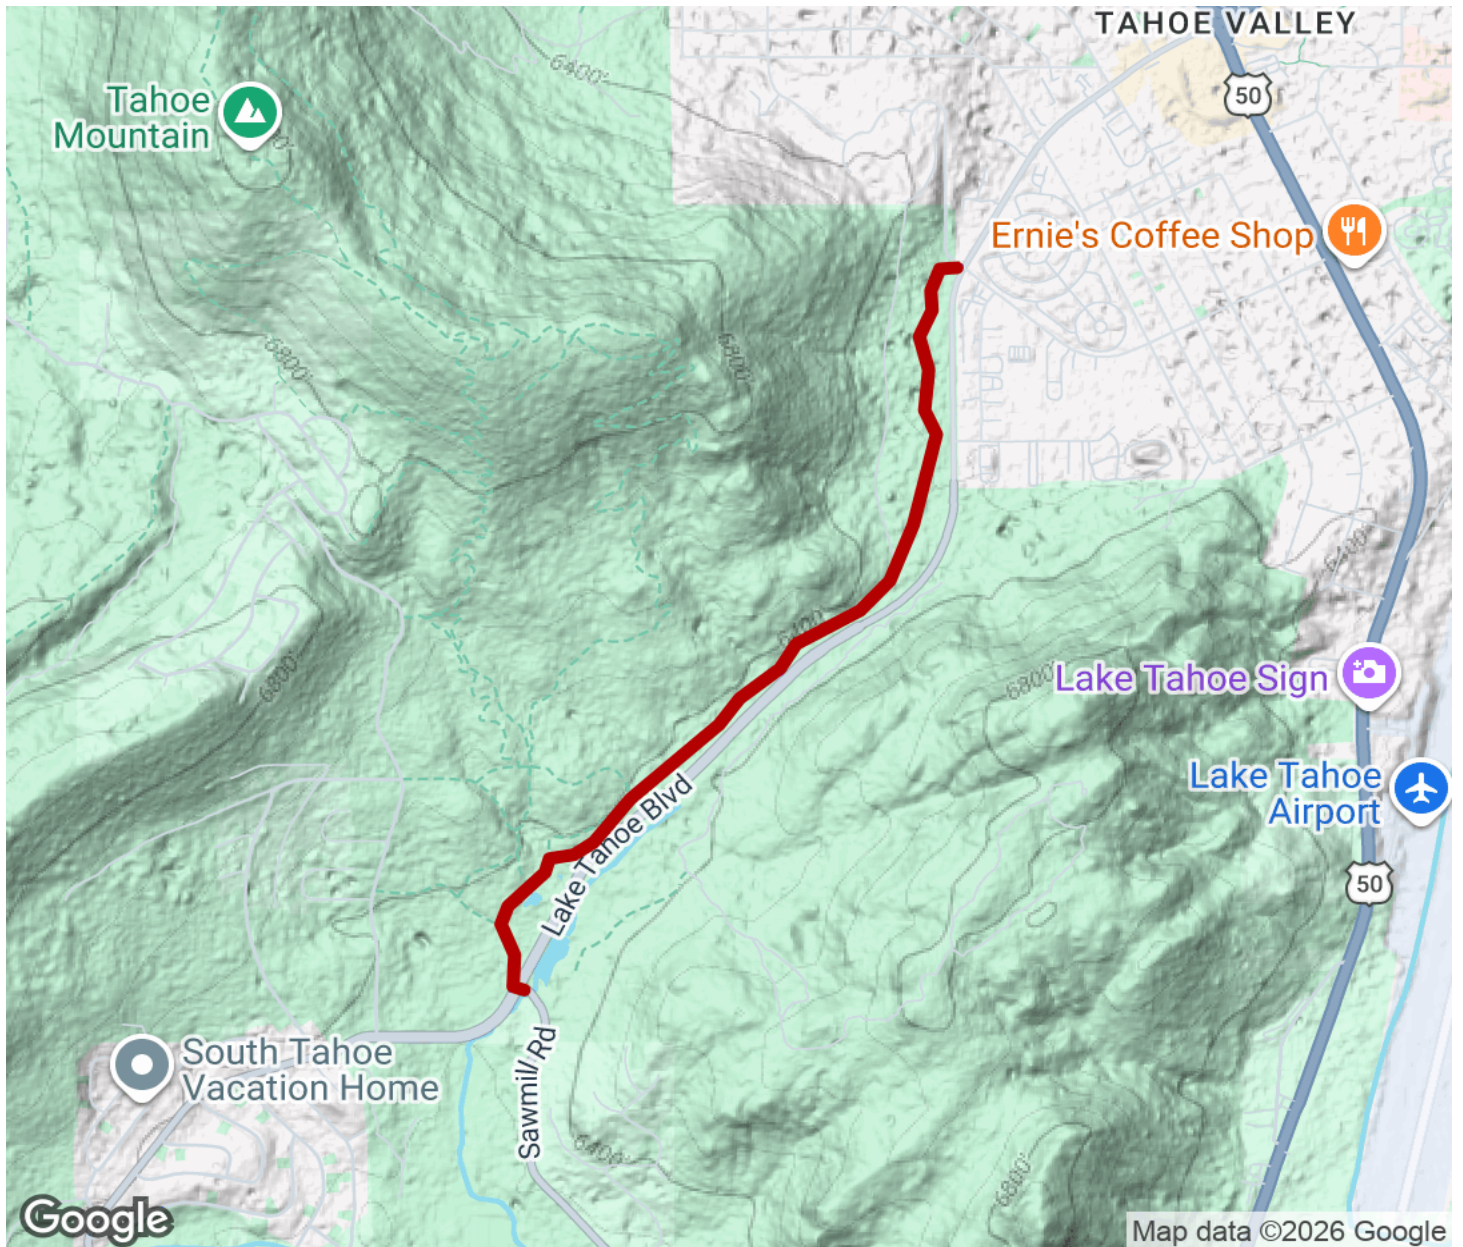 TAHOE VALLEY
6400'
50
Tahoe
Mountain
Ernie's Coffee Shop
6800'
6800'
6400'
6400
6800'
6800'
Lake Tahoe Sign
Lake Tahoe
Airport
Lake Tahoe Blvd
50
South Tahoe
Vacation Home
Sawmill Rd
6400'
6800'
Google
Map data ©2026 Google